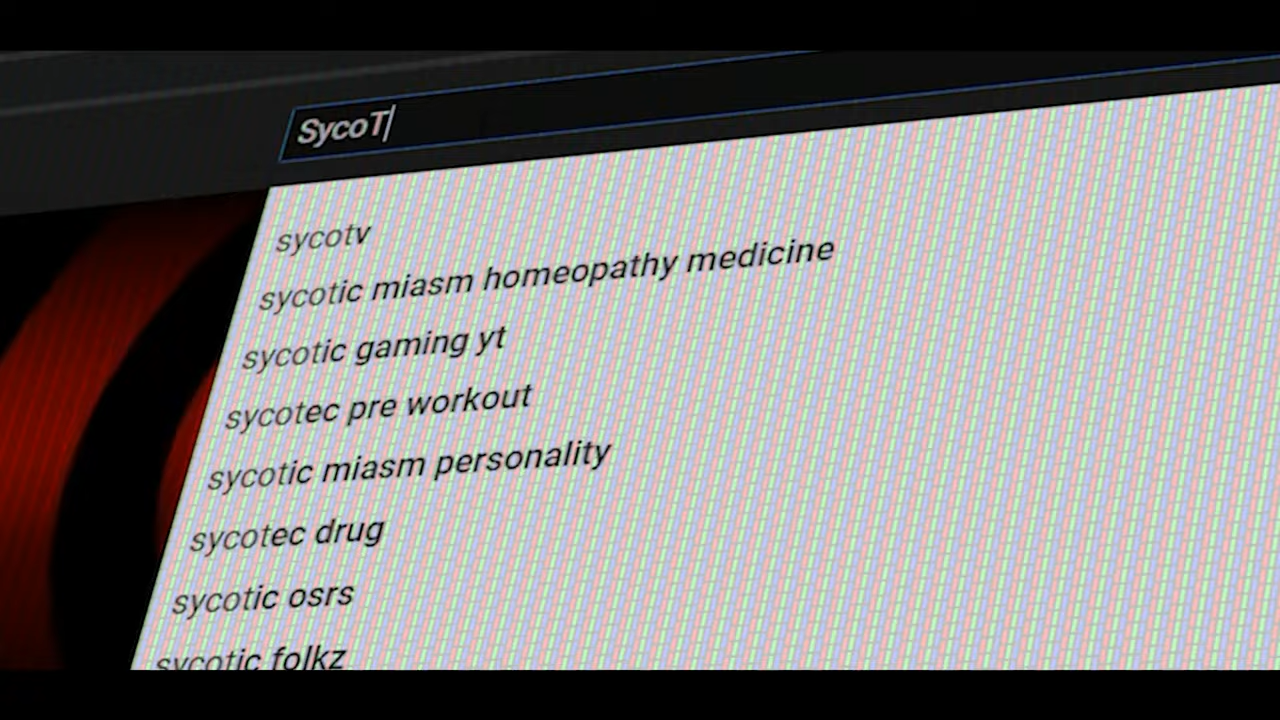 SycoT
sycotv
sycotic miasm homeopathy medicine
sycotic gaming yt
sycotec pre workout
sycotic miasm personality
sycotec drug
sycotic osrs
sycotic folkz